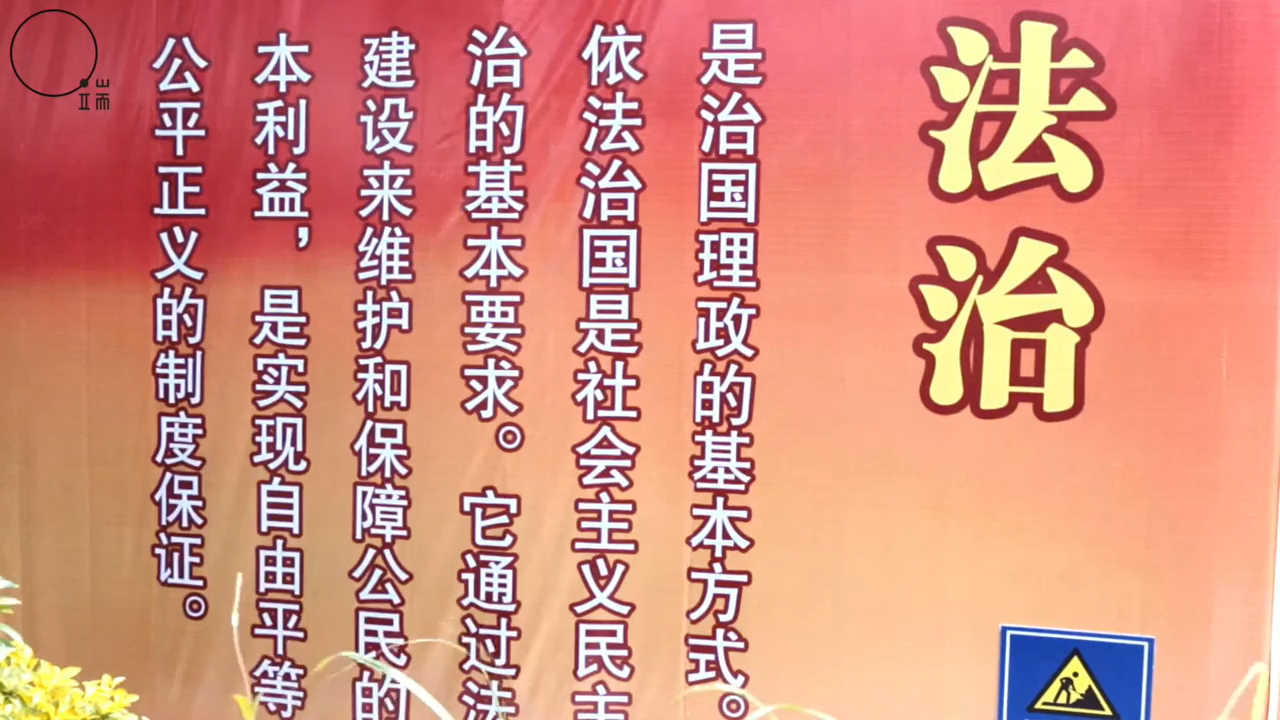 法治
是治国理政的基本方式。
依法治国是社会主义民主
治的基本要求。它通过法
建设来维护和保障公民的
本利益，是实现自由平等
公平正义的制度保证。
端